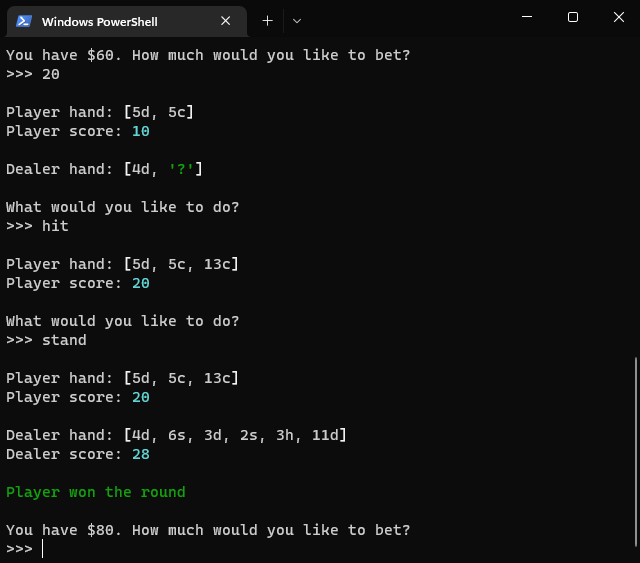 Windows PowerShell
You have $60. How much would you like to bet?
>>> 20
Player hand: [5d, 5c]
Player score: 10
Dealer hand: [4d, '?']
What would you like to do?
>>> hit
Player hand: [5d, 5c, 13c]
Player score: 20
What would you like to do?
>>> stand
Player hand: [5d, 5c, 13c]
Player score: 20
Dealer hand: [4d, 6s, 3d, 2s, 3h, 11d]
Dealer score: 28
Player won the round
You have $80. How much would you like to bet?
>>>